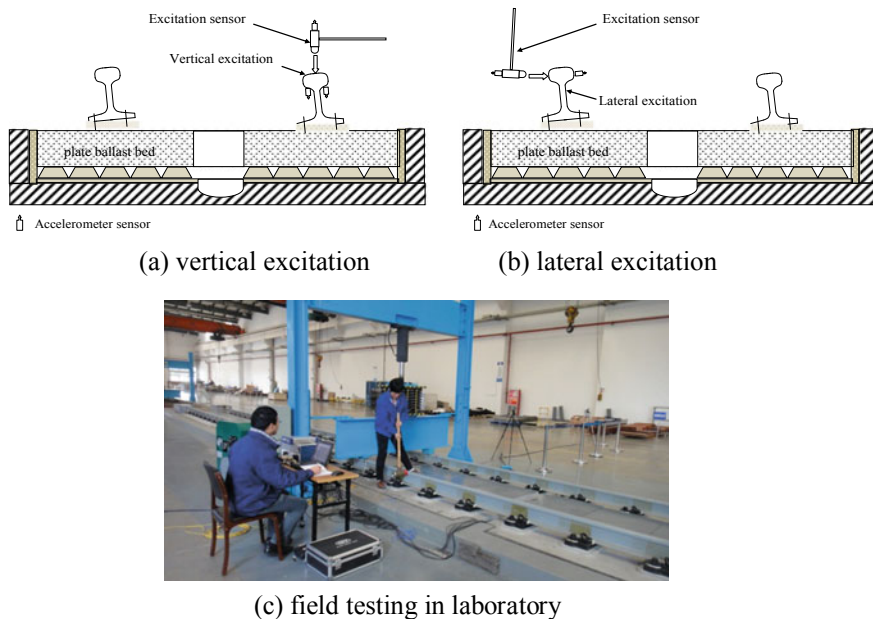 Excitation sensor
Vertical excitation
plate ballast bed
Accelerometer sensor
(a) vertical excitation
Excitation sensor
Lateral excitation
plate ballast bed
Accelerometer sensor
(b) lateral excitation
(c) field testing in laboratory